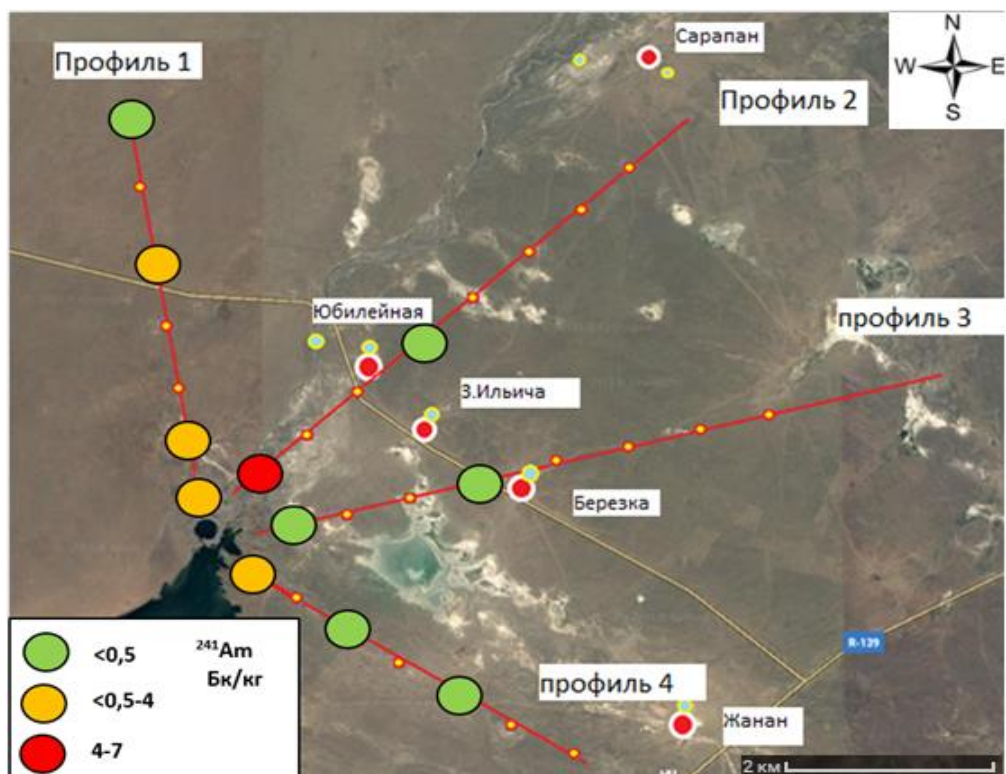 Сарапан
N
Профиль 1
W
E
S
Профиль 2
Юбилейная
профиль 3
З.Ильича
Березка
R-139
<0,5
²⁴¹Am
Бк/кг
<0,5-4
4-7
профиль 4
Жанан
2 км